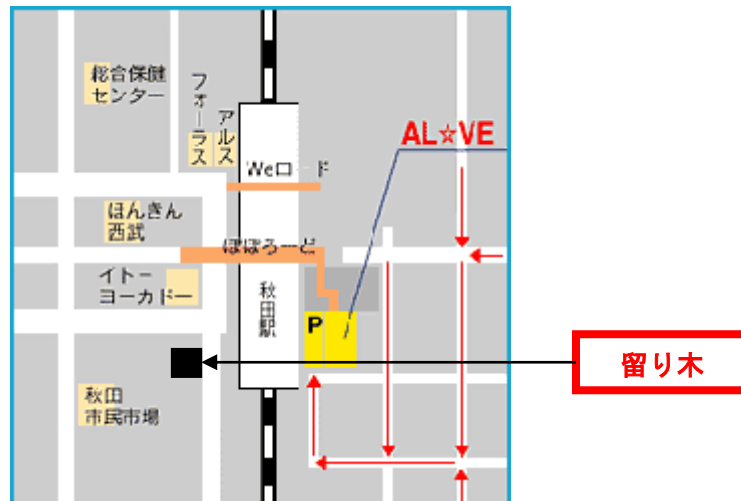 総合保健
センター
フォーラス
アルス
AL☆VE
Weロード
ほんきん
西武
ぽぽろーど
イトー
ヨーカドー
秋田駅
P
留り木
秋田
市民市場